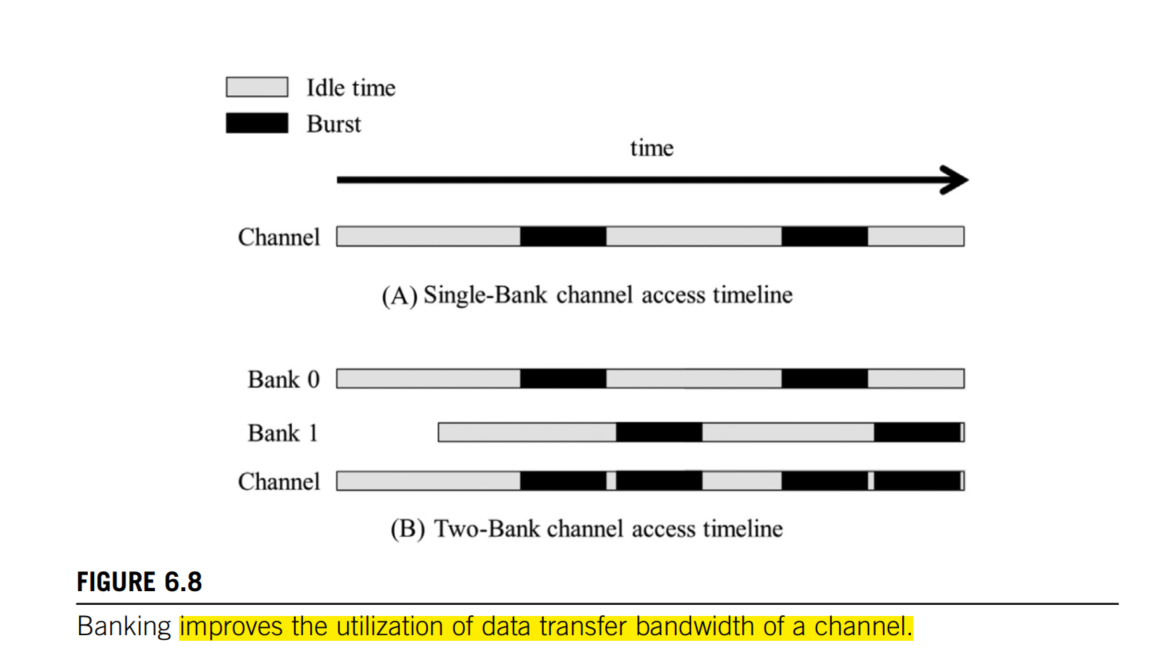 Idle time
Burst
time
Channel
(A) Single-Bank channel access timeline
Bank 0
Bank 1
Channel
(B) Two-Bank channel access timeline
FIGURE 6.8
Banking improves the utilization of data transfer bandwidth of a channel.